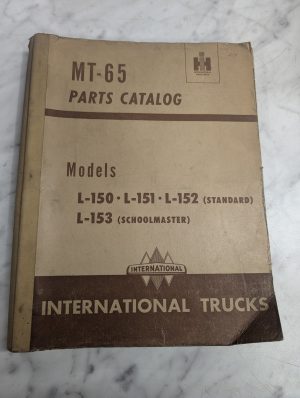 MT-65
PARTS CATALOG
Models
L-150 · L-151 · L-152 (STANDARD)
L-153 (SCHOOLMASTER)
INTERNATIONAL
INTERNATIONAL TRUCKS